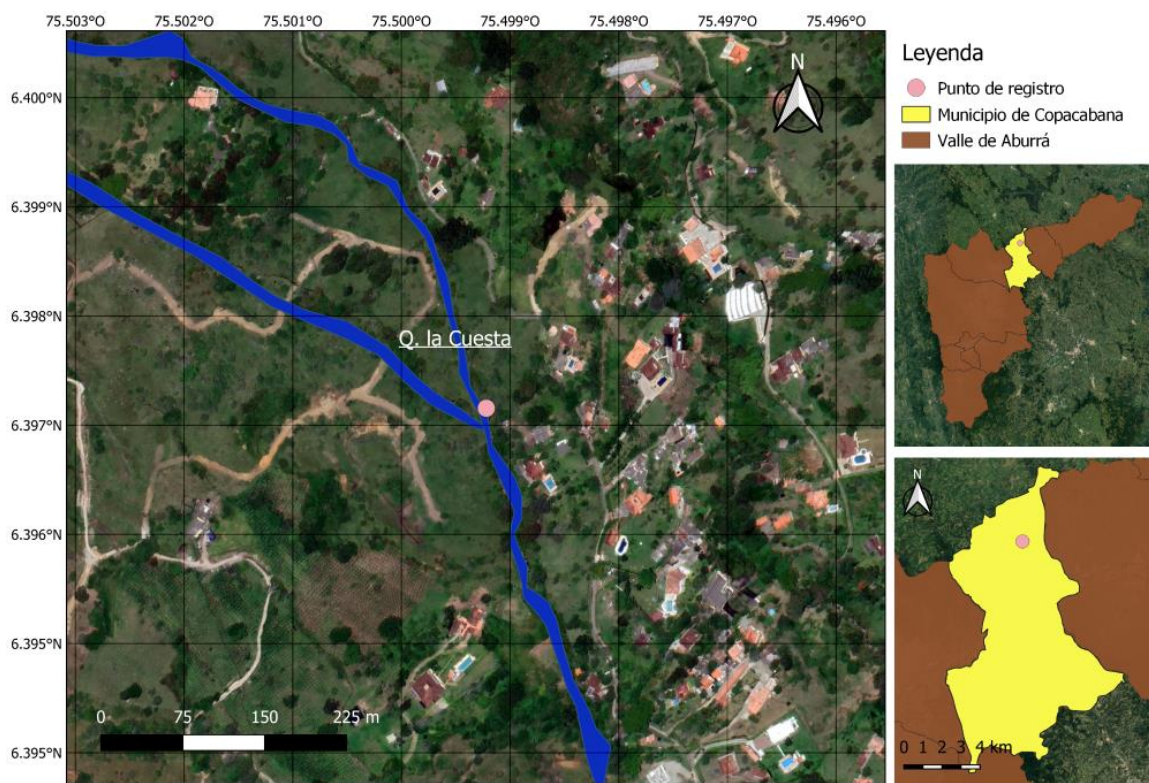 75.503°O 75.502°O 75.501°O 75.500°O 75.499°O 75.498°O 75.497°O 75.496°O
N
6.400°N
6.399°N
6.398°N
Q. la Cuesta
6.397°N
6.396°N
6.395°N
6.395°N
0 75 150 225 m
Leyenda
Punto de registro
Municipio de Copacabana
Valle de Aburrá
N
0 1 2 3 4 km